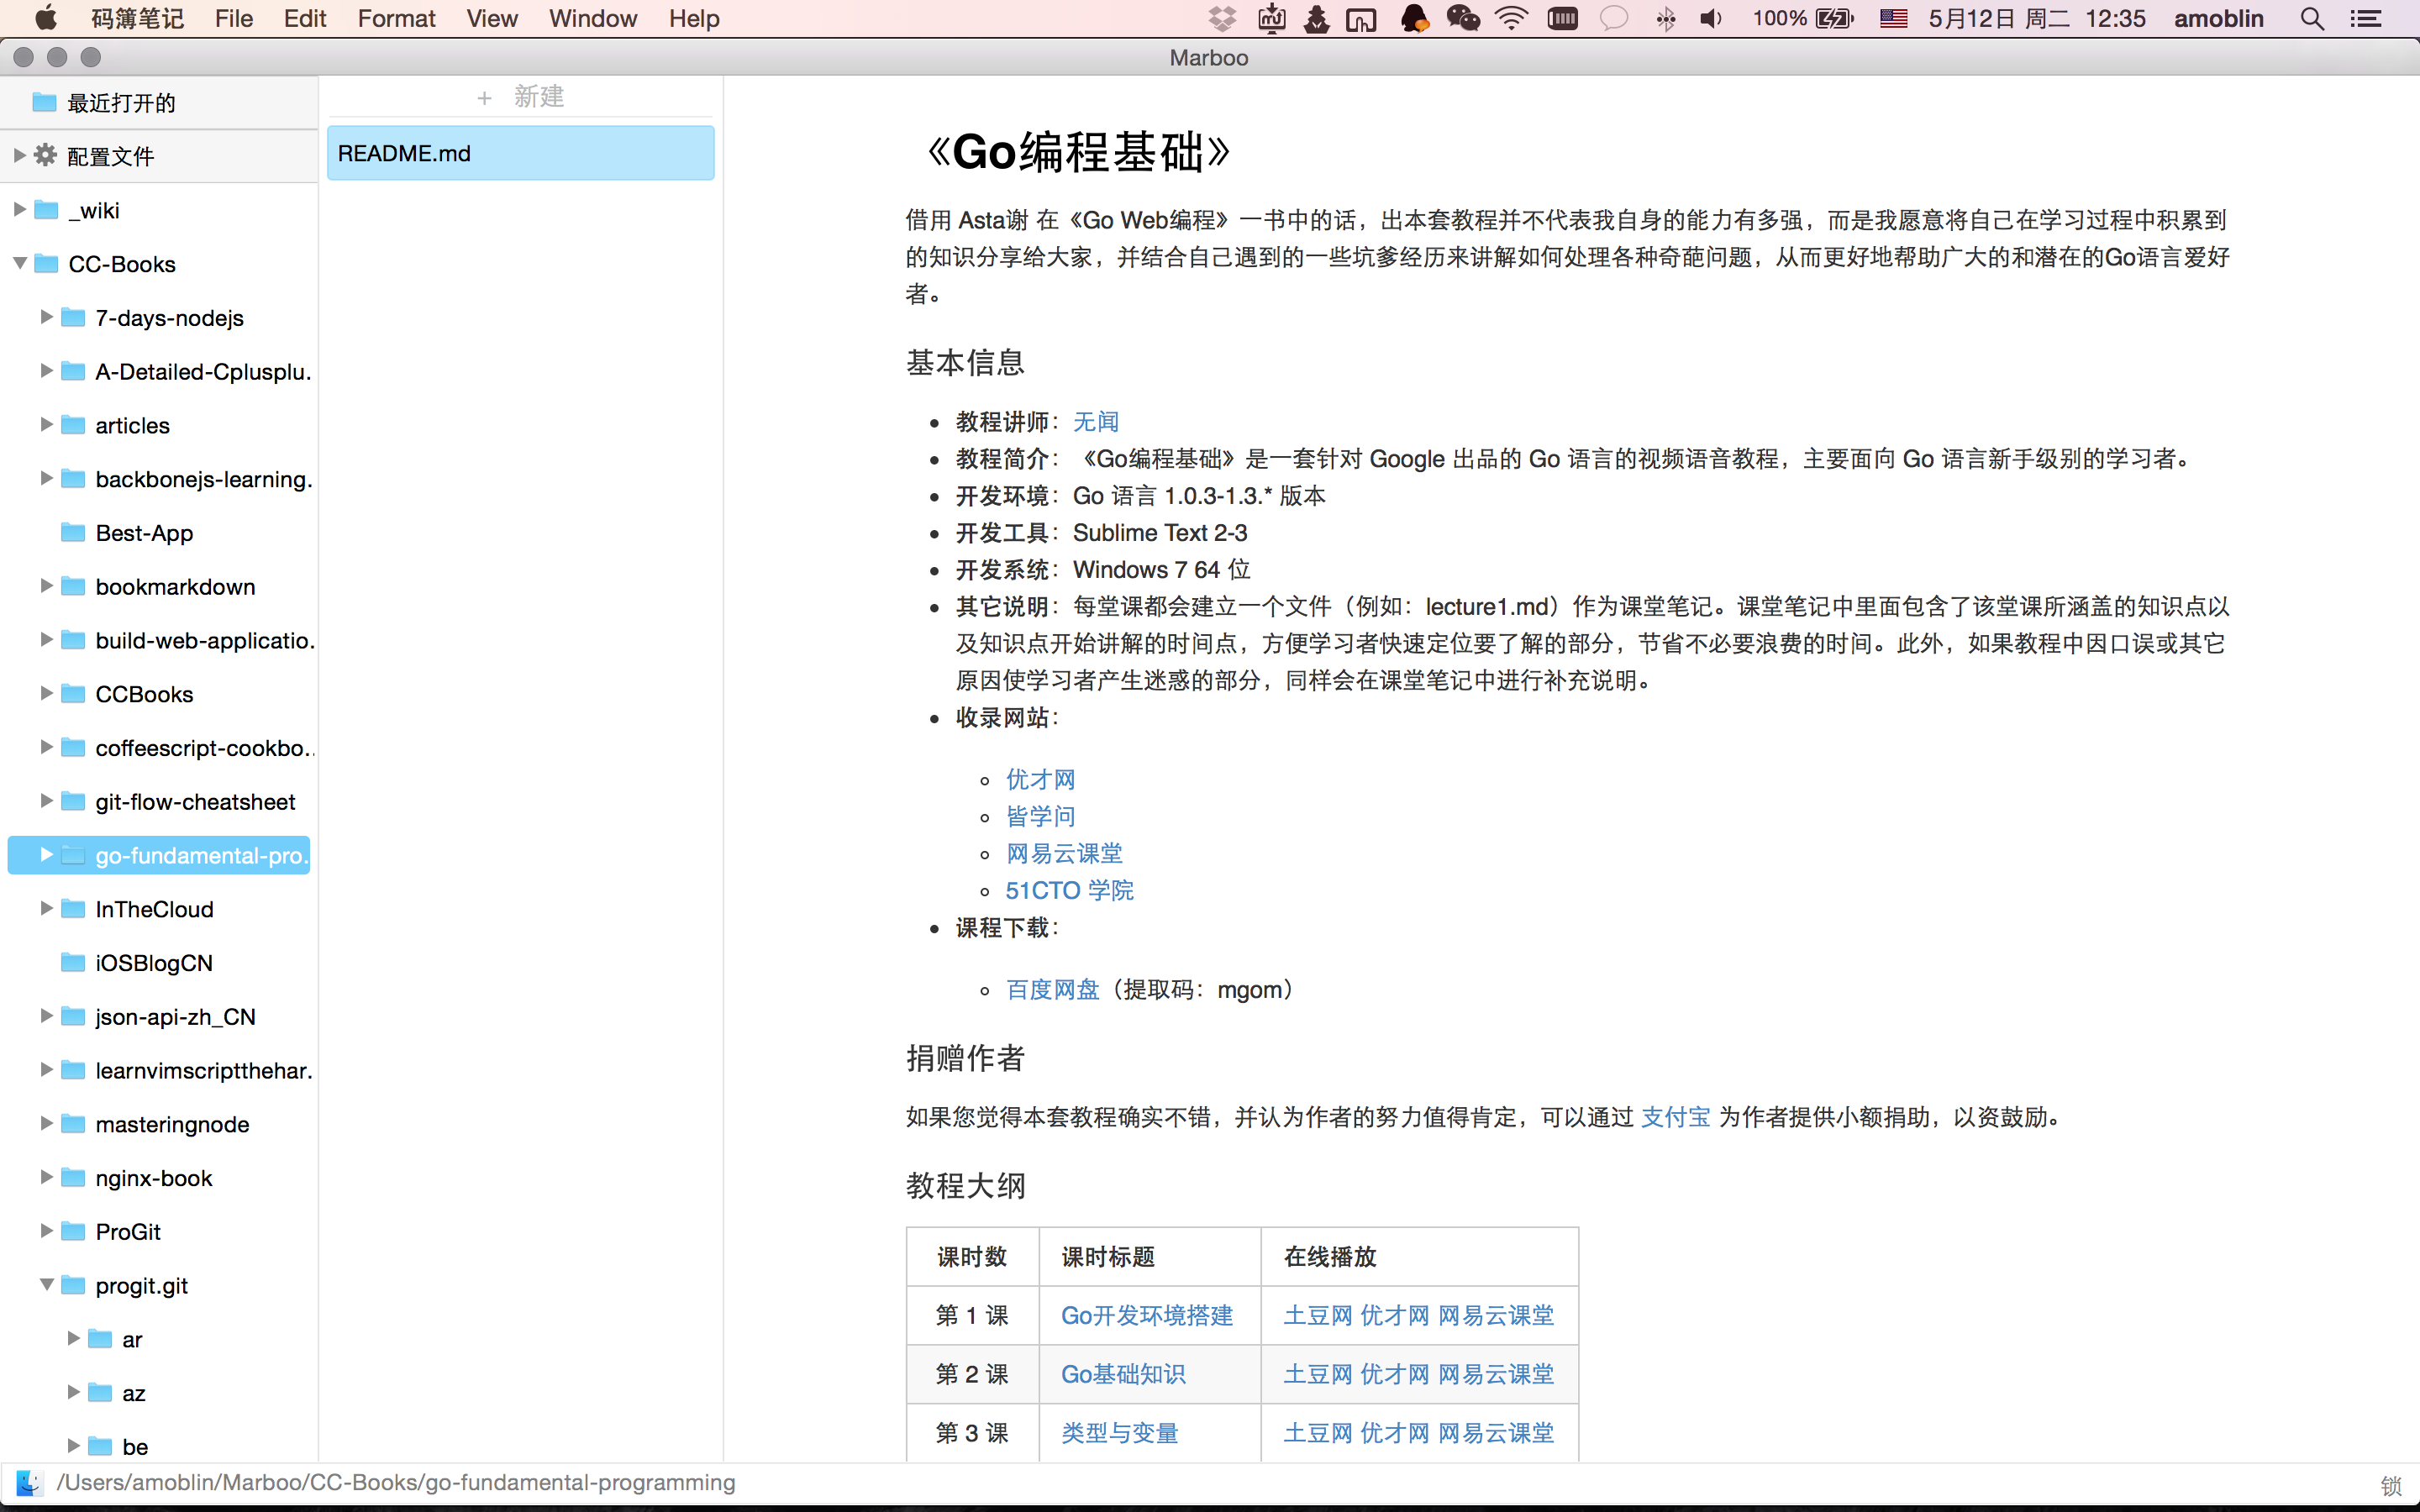 码簿笔记 File Edit Format View Window Help 100% 5月12日 周二 12:35 amoblin
Marboo
最近打开的
配置文件
_wiki
CC-Books
7-days-nodejs
A-Detailed-Cplusplu.
articles
backbonejs-learning.
Best-App
bookmarkdown
build-web-applicatio.
CCBooks
coffeescript-cookbo..
git-flow-cheatsheet
go-fundamental-pro.
InTheCloud
iOSBlogCN
json-api-zh_CN
learnvimscriptthehar.
masteringnode
nginx-book
ProGit
progit.git
ar
az
be
+ 新建
README.md
《Go编程基础》
借用 Asta谢 在《Go Web编程》一书中的话，出本套教程并不代表我自身的能力有多强，而是我愿意将自己在学习过程中积累到
的知识分享给大家，并结合自己遇到的一些坑爹经历来讲解如何处理各种奇葩问题，从而更好地帮助广大的和潜在的Go语言爱好
者。
基本信息
教程讲师：无闻
教程简介：《Go编程基础》是一套针对 Google 出品的 Go 语言的视频语音教程，主要面向 Go 语言新手级别的学习者。
开发环境：Go 语言 1.0.3-1.3.* 版本
开发工具：Sublime Text 2-3
开发系统：Windows 7 64 位
其它说明：每堂课都会建立一个文件（例如：lecture1.md）作为课堂笔记。课堂笔记中里面包含了该堂课所涵盖的知识点以
及知识点开始讲解的时间点，方便学习者快速定位要了解的部分，节省不必要浪费的时间。此外，如果教程中因口误或其它
原因使学习者产生迷惑的部分，同样会在课堂笔记中进行补充说明。
收录网站：
优才网
皆学问
网易云课堂
51CTO 学院
课程下载：
百度网盘（提取码：mgom）
捐赠作者
如果您觉得本套教程确实不错，并认为作者的努力值得肯定，可以通过 支付宝 为作者提供小额捐助，以资鼓励。
教程大纲
课时数 课时标题 在线播放
第 1 课 Go开发环境搭建 土豆网 优才网 网易云课堂
第 2 课 Go基础知识 土豆网 优才网 网易云课堂
第 3 课 类型与变量 土豆网 优才网 网易云课堂
/Users/amoblin/Marboo/CC-Books/go-fundamental-programming 锁